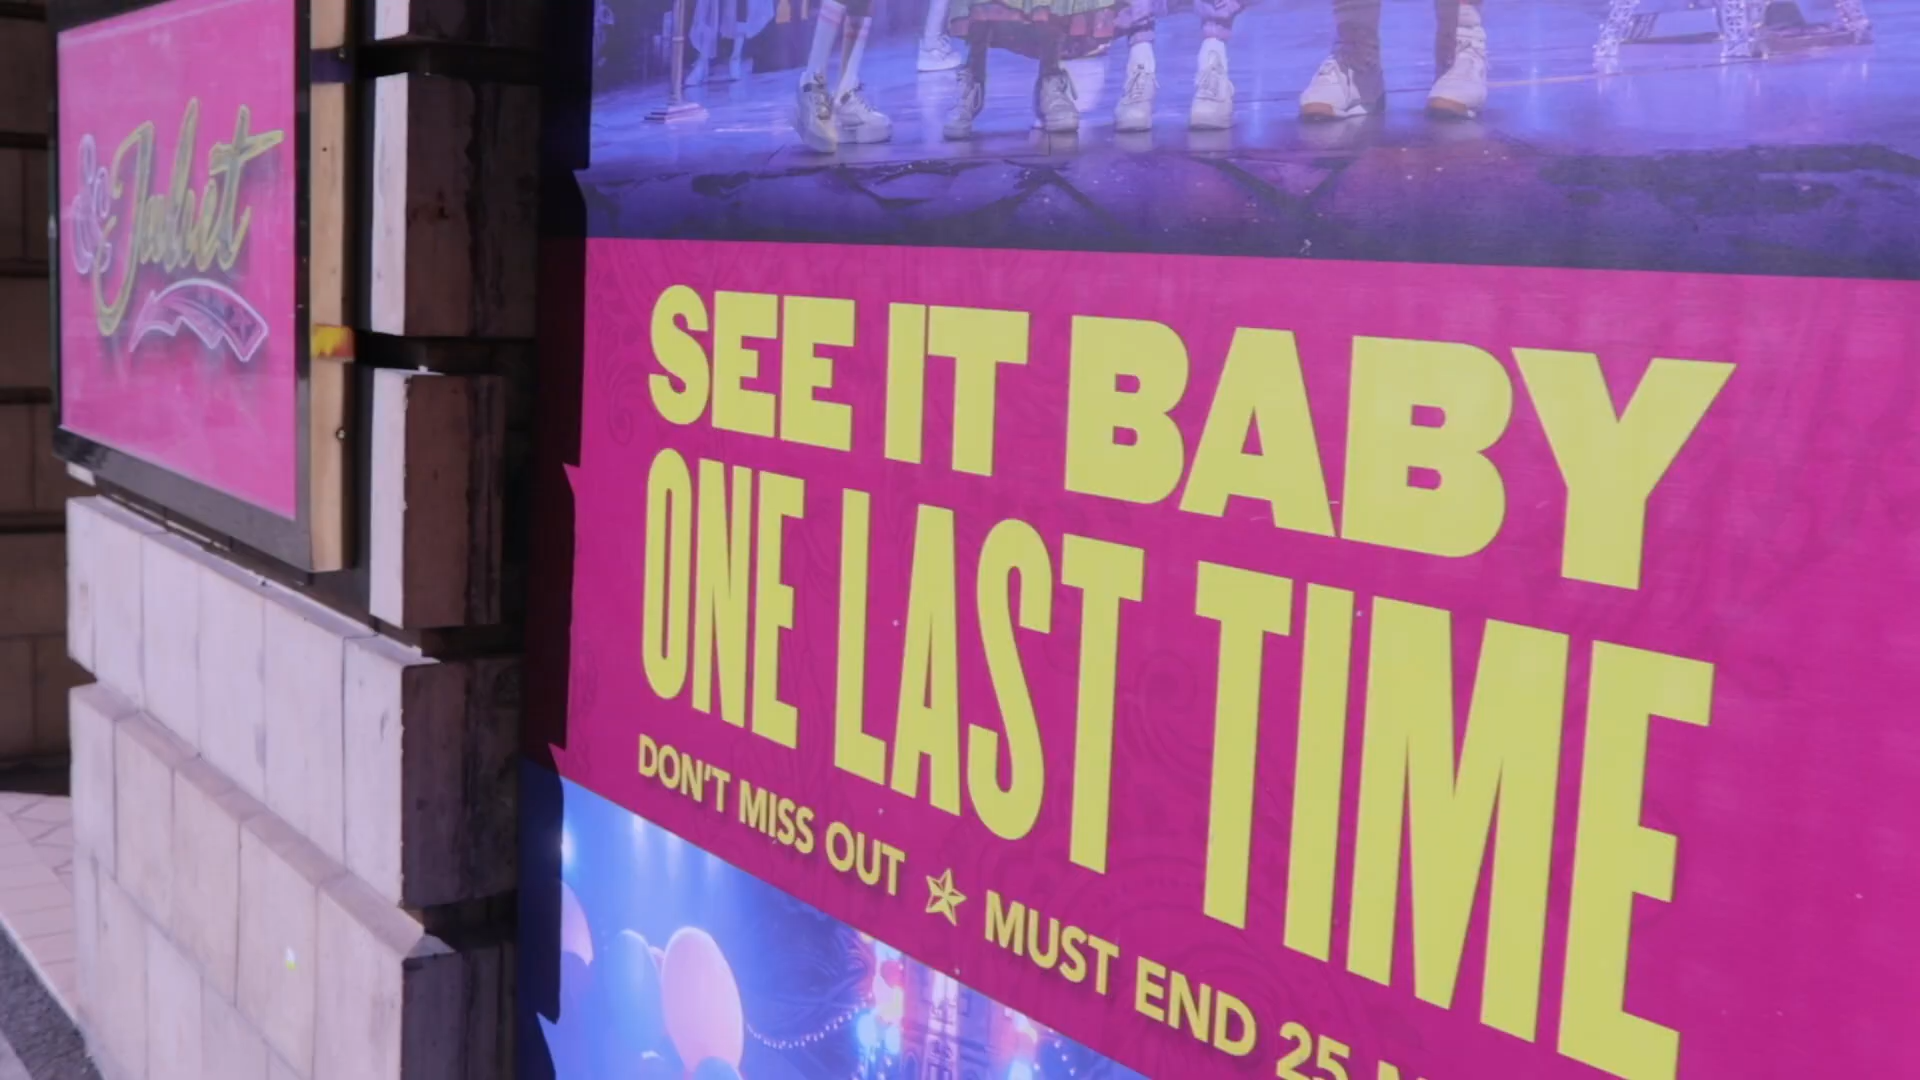 & Juliet
SEE IT BABY
ONE LAST TIME
DON'T MISS OUT ★ MUST END 25